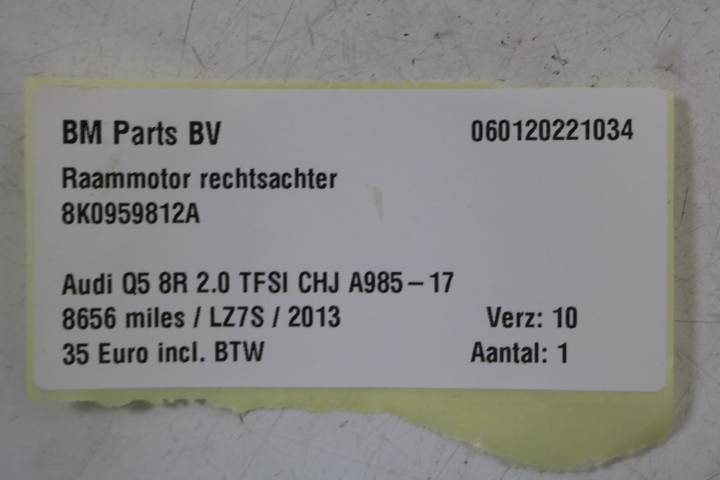 BM Parts BV 060120221034
Raammotor rechtsachter
8K0959812A
Audi Q5 8R 2.0 TFSI CHJ A985-17
8656 miles / LZ7S / 2013 Verz: 10
35 Euro incl. BTW Aantal: 1